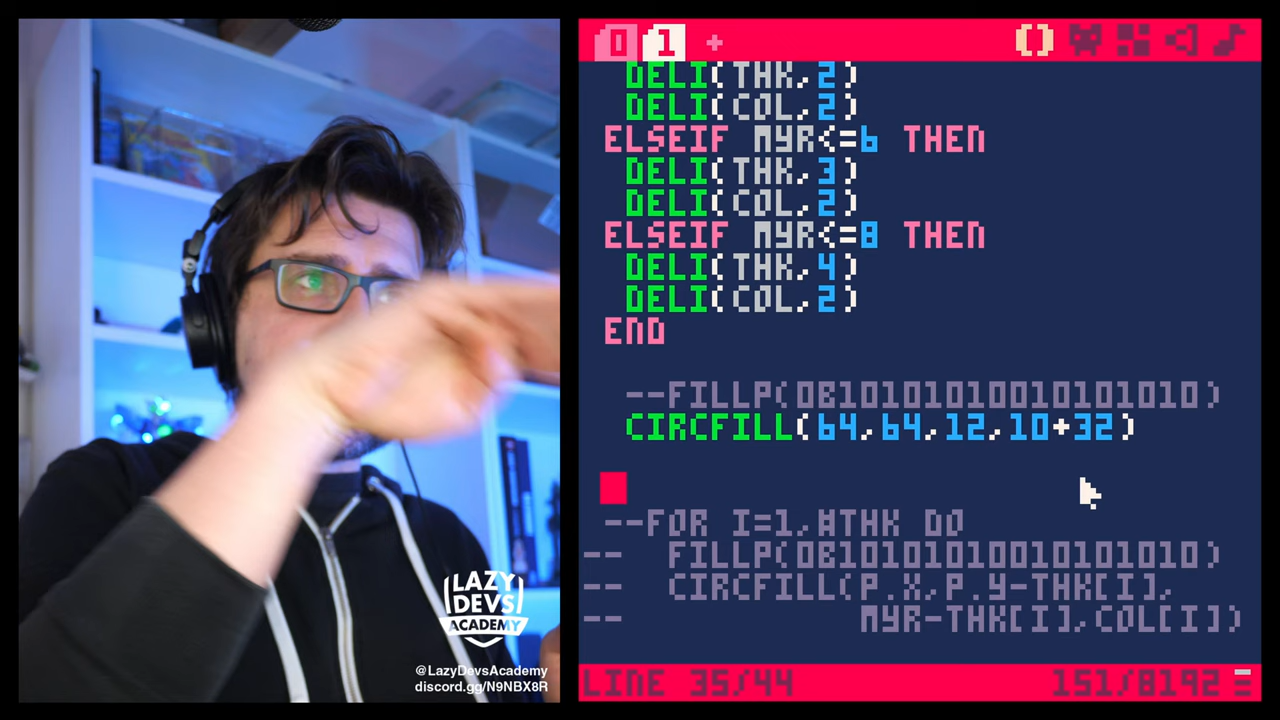 LAZY
DEVS
ACADEMY
@LazyDevsAcademy
discord.gg/N9NBX8R
0 1 +
DELI(THK,2)
DELI(COL,2)
ELSEIF MYR<=6 THEN
DELI(THK,3)
DELI(COL,2)
ELSEIF MYR<=8 THEN
DELI(THK,4)
DELI(COL,2)
END
--FILLP(0B1010101001010101010)
CIRCFILL(64,64,12,10+32)
--FOR I=1,#THK DO
--  FILLP(0B1010101001010101010)
--  CIRCFILL(P.X,P.Y-THK[I],
--           MYR-THK[I],COL[I])
LINE 35/44
151/8192